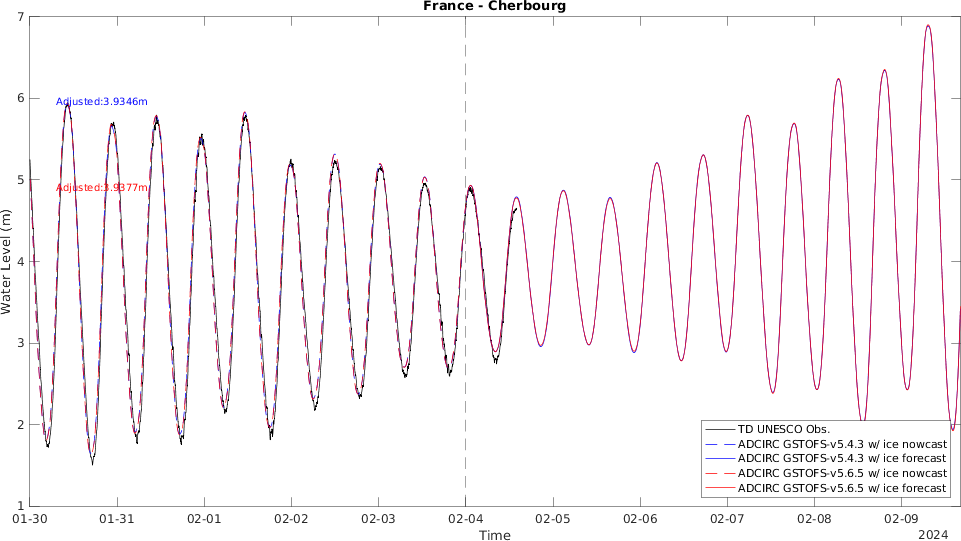 France - Cherbourg
7
6
5
4
3
2
1
Water Level (m)
Adjusted:3.9346m
Adjusted:3.9377m
TD UNESCO Obs.
ADCIRC GSTOFS-v5.4.3 w/ ice nowcast
ADCIRC GSTOFS-v5.4.3 w/ ice forecast
ADCIRC GSTOFS-v5.6.5 w/ ice nowcast
ADCIRC GSTOFS-v5.6.5 w/ ice forecast
01-30 01-31 02-01 02-02 02-03 02-04 02-05 02-06 02-07 02-08 02-09
Time
2024